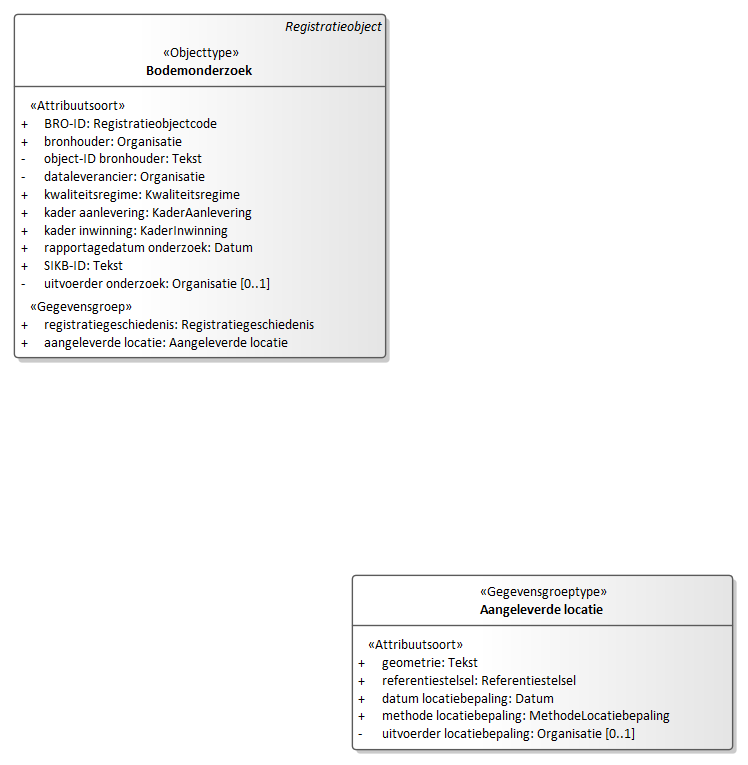 Registratieobject
«Objecttype»
Bodemonderzoek
«Attribuutsoort»
+ BRO-ID: Registratieobjectcode
+ bronhouder: Organisatie
- object-ID bronhouder: Tekst
- dataleverancier: Organisatie
+ kwaliteitsregime: Kwaliteitsregime
+ kader aanlevering: KaderAanlevering
+ kader inwinning: KaderInwinning
+ rapportagedatum onderzoek: Datum
+ SIKB-ID: Tekst
- uitvoerder onderzoek: Organisatie [0..1]
«Gegevensgroep»
+ registratiegeschiedenis: Registratiegeschiedenis
+ aangeleverde locatie: Aangeleverde locatie
«Gegevensgroeptype»
Aangeleverde locatie
«Attribuutsoort»
+ geometrie: Tekst
+ referentiestelsel: Referentiestelsel
+ datum locatiebepaling: Datum
+ methode locatiebepaling: MethodeLocatiebepaling
- uitvoerder locatiebepaling: Organisatie [0..1]